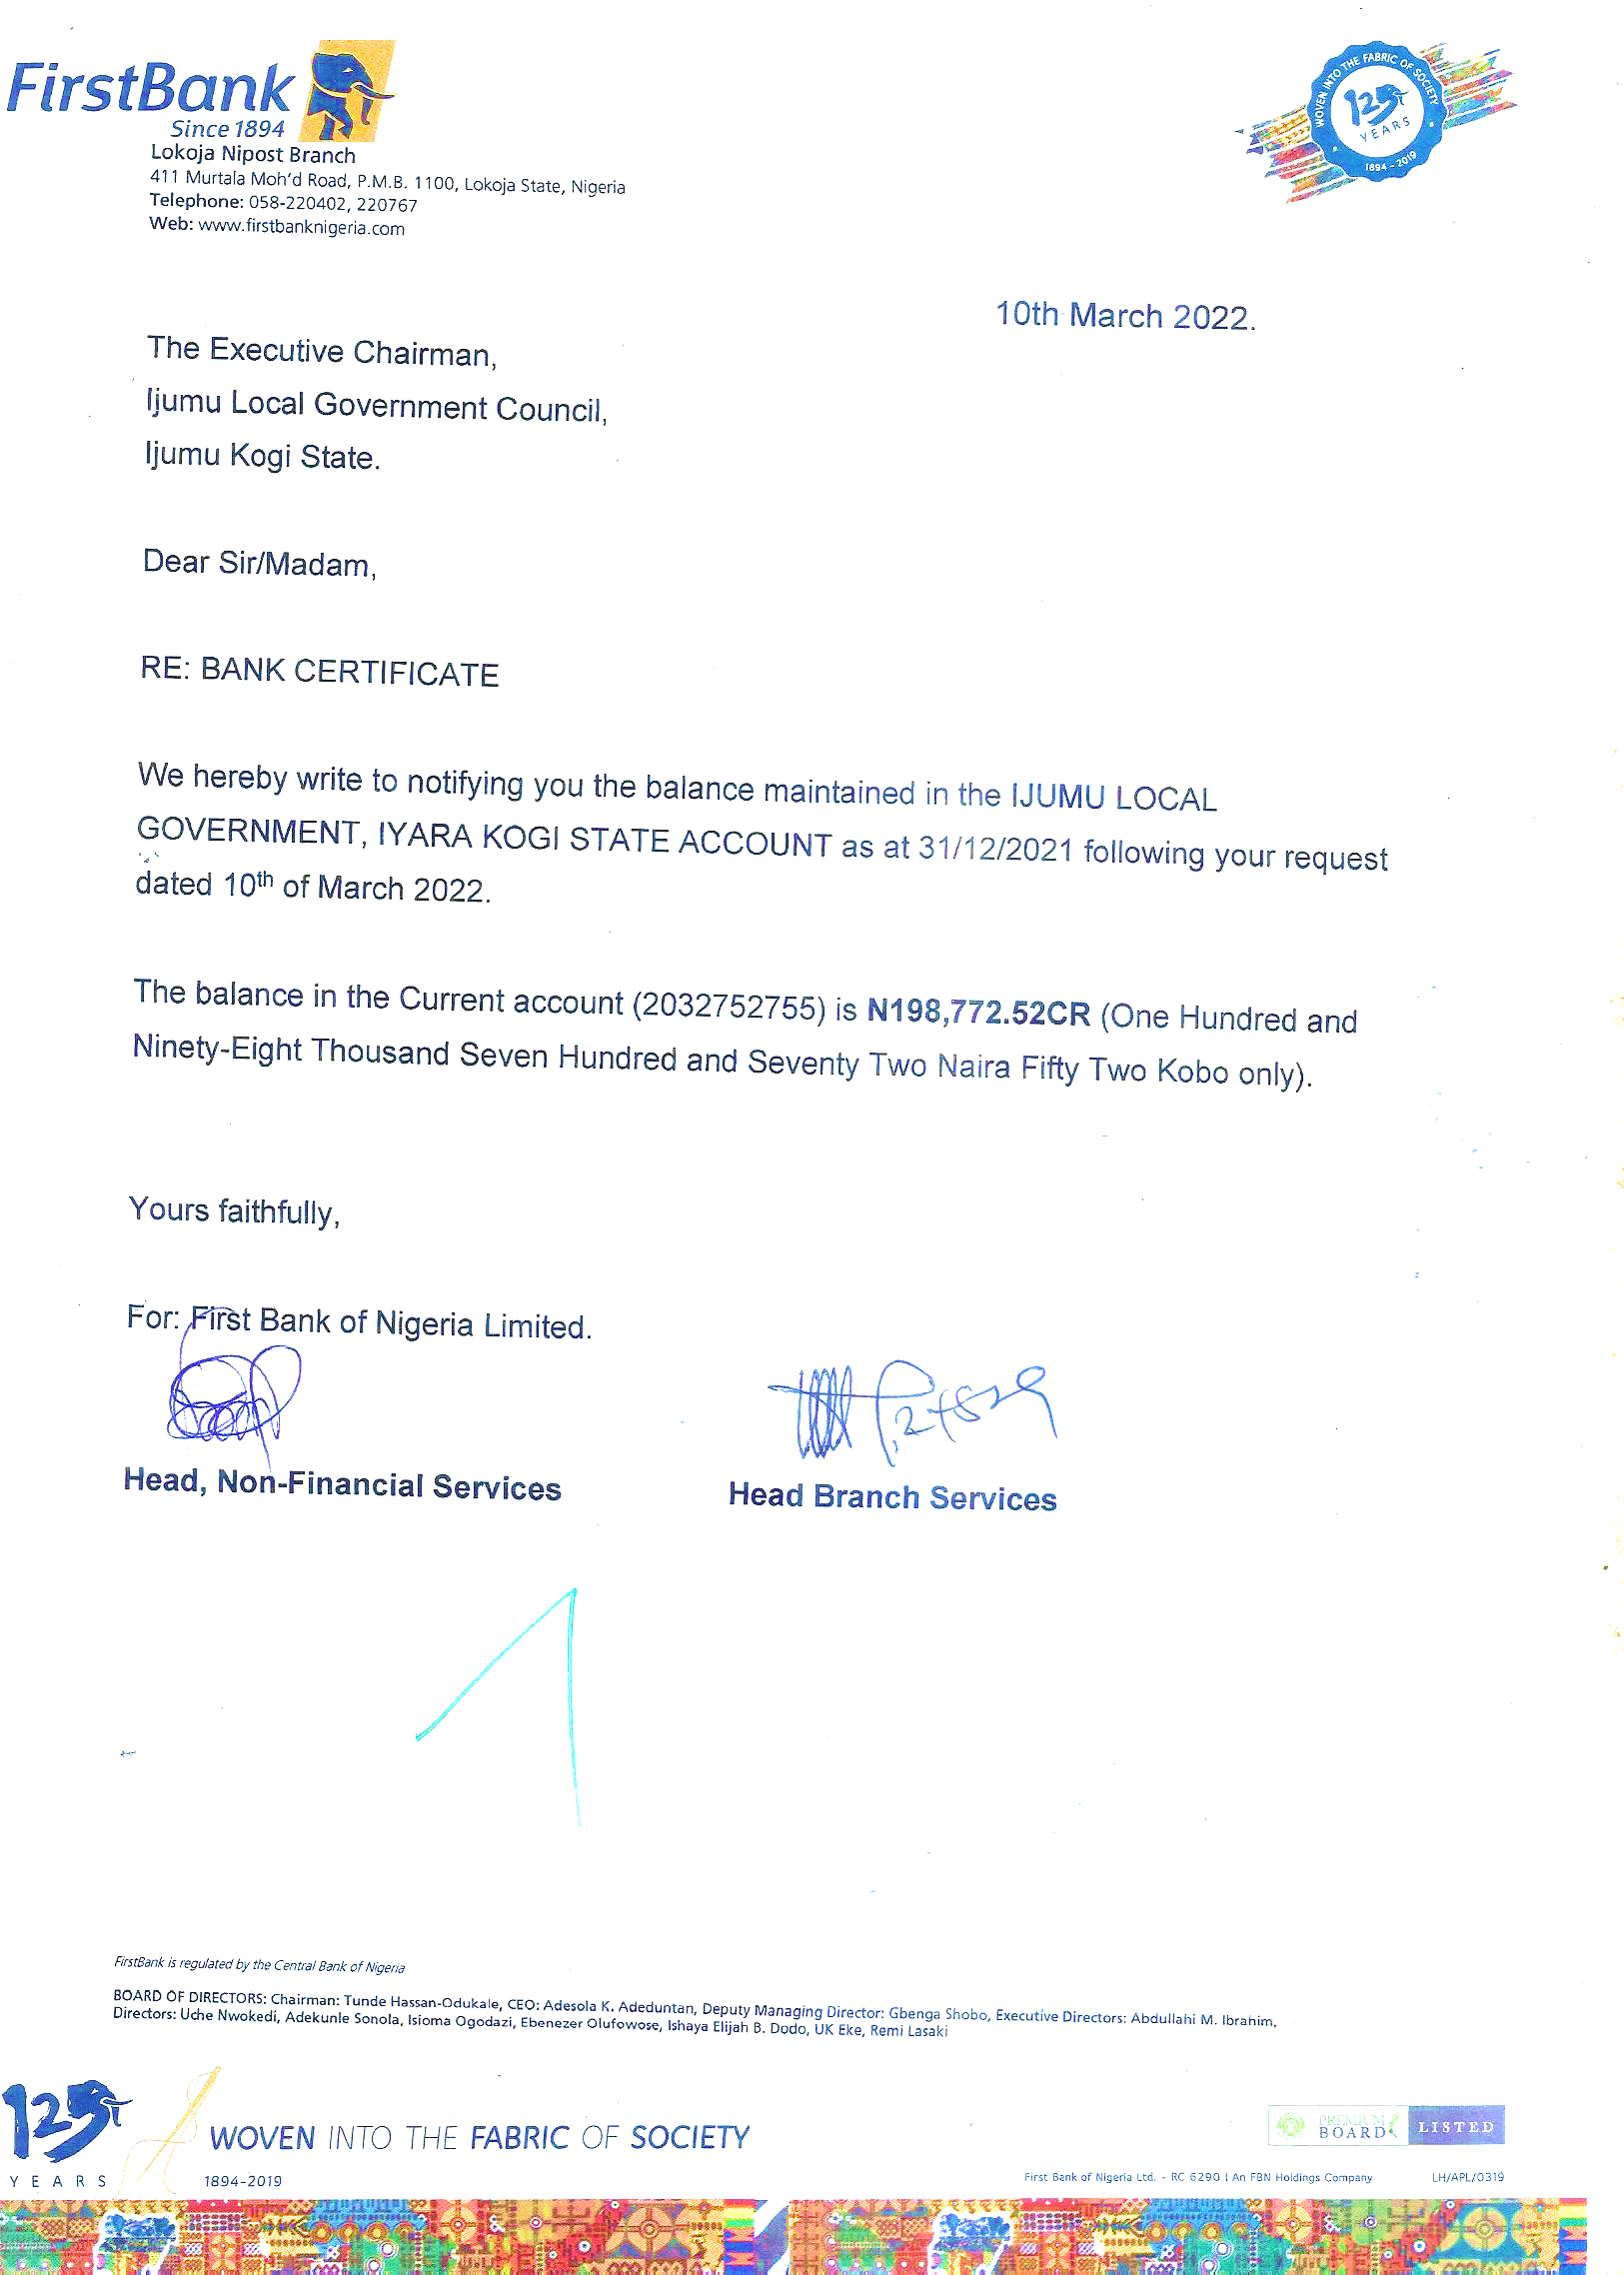 FirstBank
Since 1894
Lokoja Nipost Branch
411 Murtala Moh'd Road, P.M.B. 1100, Lokoja State, Nigeria
Telephone: 058-220402, 220767
Web: www.firstbanknigeria.com
WOVEN INTO THE FABRIC OF SOCIETY
125
YEARS
1894 - 2019
10th March 2022.
The Executive Chairman,
Ijumu Local Government Council,
Ijumu Kogi State.
Dear Sir/Madam,
RE: BANK CERTIFICATE
We hereby write to notifying you the balance maintained in the IJUMU LOCAL
GOVERNMENT, IYARA KOGI STATE ACCOUNT as at 31/12/2021 following your request
dated 10th of March 2022.
The balance in the Current account (2032752755) is N198,772.52CR (One Hundred and
Ninety-Eight Thousand Seven Hundred and Seventy Two Naira Fifty Two Kobo only).
Yours faithfully,
For: First Bank of Nigeria Limited.
Head, Non-Financial Services
Head Branch Services
FirstBank is regulated by the Central Bank of Nigeria
BOARD OF DIRECTORS: Chairman: Tunde Hassan-Odukale, CEO: Adesola K. Adeduntan, Deputy Managing Director: Gbenga Shobo, Executive Directors: Abdullahi M. Ibrahim,
Directors: Uche Nwokedi, Adekunle Sonola, Isioma Ogodazi, Ebenezer Olufowose, Ishaya Elijah B. Dodo, UK Eke, Remi Lasaki
125
YEARS
WOVEN INTO THE FABRIC OF SOCIETY
1894-2019
PREMIUM
BOARD
LISTED
First Bank of Nigeria Ltd. - RC 6290 | An FBN Holdings Company
LH/APL/0319